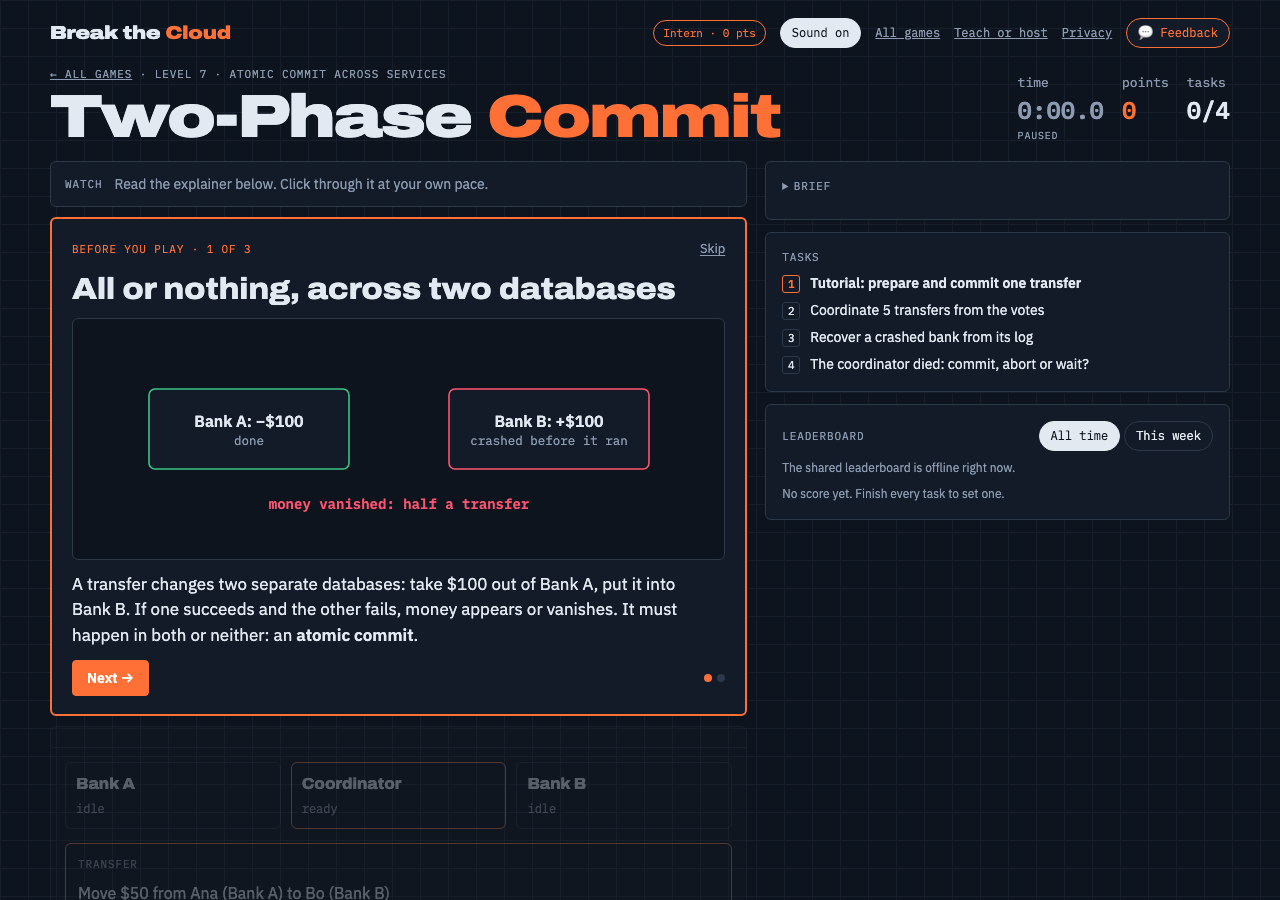 Break the Cloud
Intern · 0 pts
Sound on
All games
Teach or host
Privacy
💬 Feedback
← ALL GAMES · LEVEL 7 · ATOMIC COMMIT ACROSS SERVICES
Two-Phase Commit
time
0:00.0
PAUSED
points
0
tasks
0/4
WATCH Read the explainer below. Click through it at your own pace.
BEFORE YOU PLAY · 1 OF 3
Skip
All or nothing, across two databases
Bank A: −$100
done
Bank B: +$100
crashed before it ran
money vanished: half a transfer
A transfer changes two separate databases: take $100 out of Bank A, put it into
Bank B. If one succeeds and the other fails, money appears or vanishes. It must
happen in both or neither: an atomic commit.
Next →
Bank A
idle
Coordinator
ready
Bank B
idle
TRANSFER
Move $50 from Ana (Bank A) to Bo (Bank B)
▶ BRIEF
TASKS
1 Tutorial: prepare and commit one transfer
2 Coordinate 5 transfers from the votes
3 Recover a crashed bank from its log
4 The coordinator died: commit, abort or wait?
LEADERBOARD
All time
This week
The shared leaderboard is offline right now.
No score yet. Finish every task to set one.